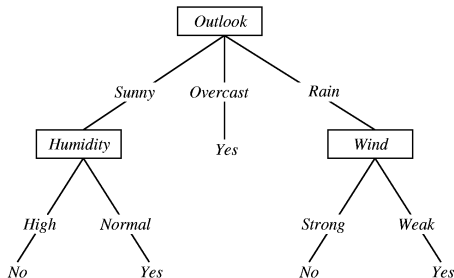 Outlook
Sunny Overcast Rain
Humidity Yes Wind
High Normal Strong Weak
No Yes No Yes